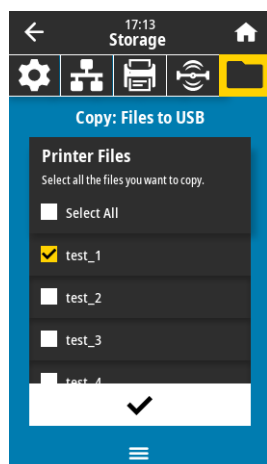 17:13
Storage
Copy: Files to USB
Printer Files
Select all the files you want to copy.
Select All
test_1
test_2
test_3
test_4